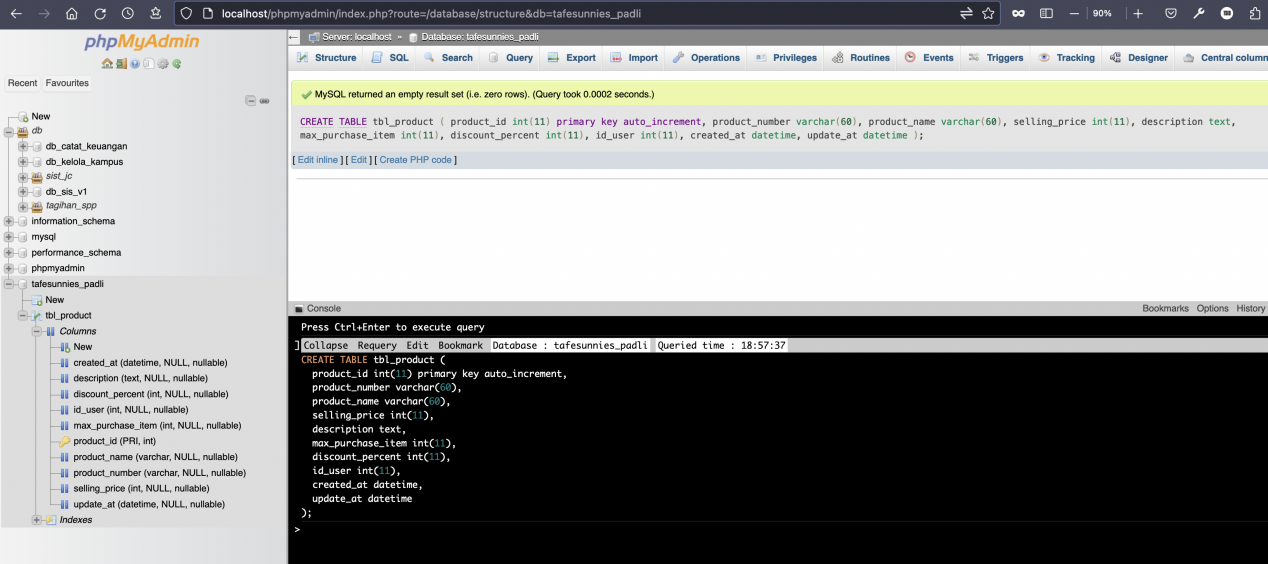 localhost/phpmyadmin/index.php?route=/database/structure&db=tafesunnies_padli
90%
phpMyAdmin
Recent Favourites
New
db
db_catat_keuangan
db_kelola_kampus
sist_jc
db_sis_v1
tagihan_spp
information_schema
mysql
performance_schema
phpmyadmin
tafesunnies_padli
New
tbl_product
Columns
New
created_at (datetime, NULL, nullable)
description (text, NULL, nullable)
discount_percent (int, NULL, nullable)
id_user (int, NULL, nullable)
max_purchase_item (int, NULL, nullable)
product_id (PRI, int)
product_name (varchar, NULL, nullable)
product_number (varchar, NULL, nullable)
selling_price (int, NULL, nullable)
update_at (datetime, NULL, nullable)
Indexes
Server: localhost » Database: tafesunnies_padli
Structure SQL Search Query Export Import Operations Privileges Routines Events Triggers Tracking Designer Central column
MySQL returned an empty result set (i.e. zero rows). (Query took 0.0002 seconds.)
CREATE TABLE tbl_product ( product_id int(11) primary key auto_increment, product_number varchar(60), product_name varchar(60), selling_price int(11), description text,
max_purchase_item int(11), discount_percent int(11), id_user int(11), created_at datetime, update_at datetime );
[ Edit inline ] [ Edit ] [ Create PHP code ]
Console Bookmarks Options History
Press Ctrl+Enter to execute query
] Collapse Requery Edit Bookmark Database : tafesunnies_padli Queried time : 18:57:37
CREATE TABLE tbl_product (
product_id int(11) primary key auto_increment,
product_number varchar(60),
product_name varchar(60),
selling_price int(11),
description text,
max_purchase_item int(11),
discount_percent int(11),
id_user int(11),
created_at datetime,
update_at datetime
);
>